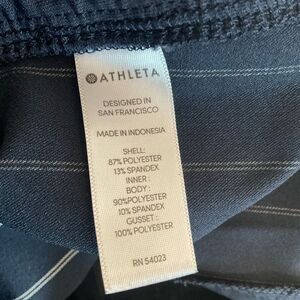 ATHLETA
DESIGNED IN
SAN FRANCISCO
MADE IN INDONESIA
SHELL:
87% POLYESTER
13% SPANDEX
INNER :
BODY :
90%POLYESTER
10% SPANDEX
GUSSET :
100% POLYESTER
RN 54023